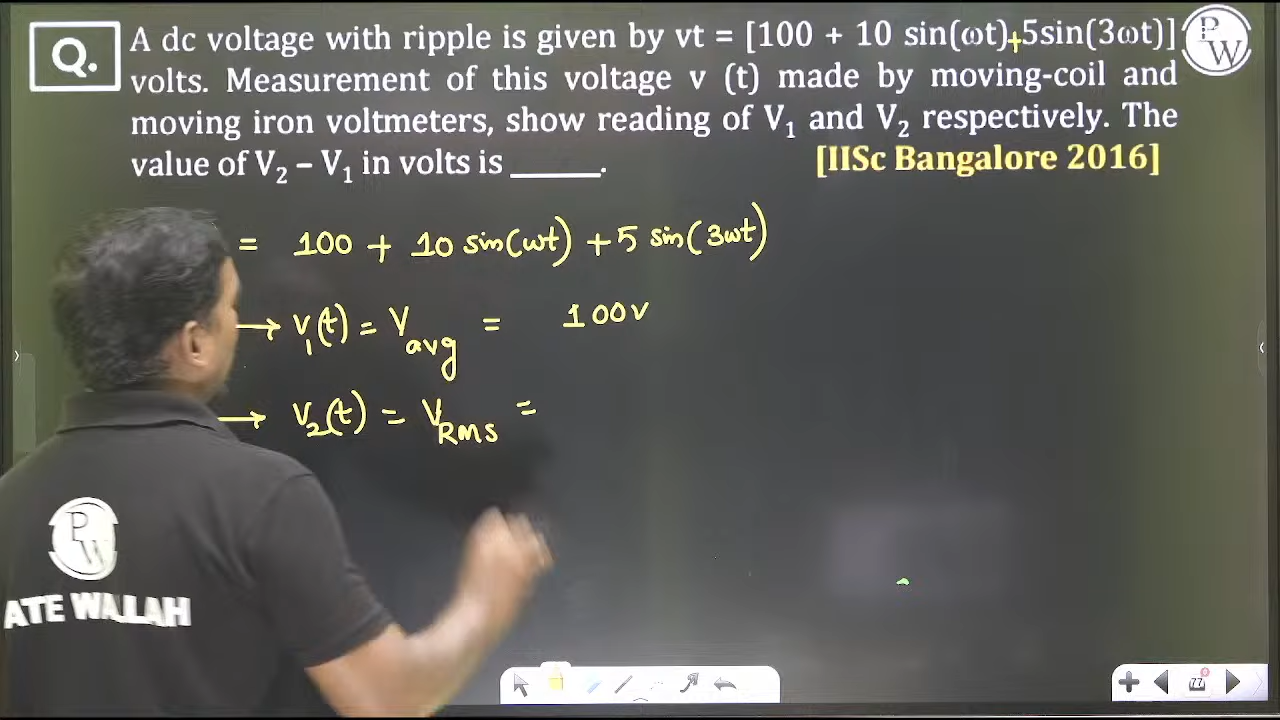 Q.
A dc voltage with ripple is given by vt = [100 + 10 sin(ωt)+5sin(3ωt)]
volts. Measurement of this voltage v (t) made by moving-coil and
moving iron voltmeters, show reading of V₁ and V₂ respectively. The
value of V₂ – V₁ in volts is ______.
[IISc Bangalore 2016]
PW
= 100 + 10 sin(ωt) + 5 sin(3ωt)
→ V₁(t) = Vavg = 100v
→ V₂(t) = VRms =
PW
ATE WALLAH